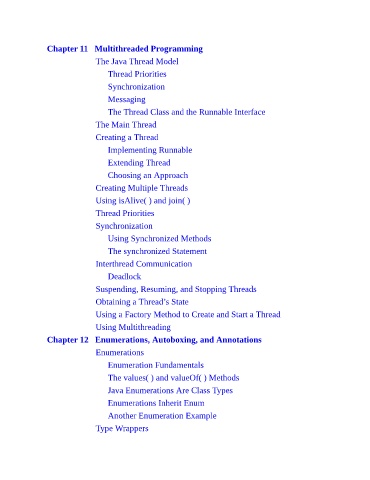 Chapter 11 Multithreaded Programming
The Java Thread Model
Thread Priorities
Synchronization
Messaging
The Thread Class and the Runnable Interface
The Main Thread
Creating a Thread
Implementing Runnable
Extending Thread
Choosing an Approach
Creating Multiple Threads
Using isAlive( ) and join( )
Thread Priorities
Synchronization
Using Synchronized Methods
The synchronized Statement
Interthread Communication
Deadlock
Suspending, Resuming, and Stopping Threads
Obtaining a Thread’s State
Using a Factory Method to Create and Start a Thread
Using Multithreading
Chapter 12 Enumerations, Autoboxing, and Annotations
Enumerations
Enumeration Fundamentals
The values( ) and valueOf( ) Methods
Java Enumerations Are Class Types
Enumerations Inherit Enum
Another Enumeration Example
Type Wrappers